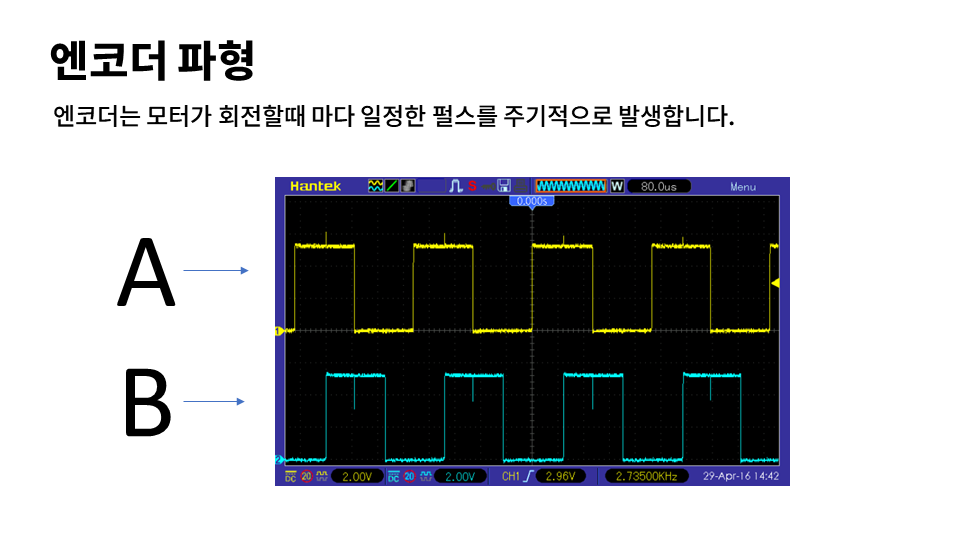 엔코더 파형
엔코더는 모터가 회전할때 마다 일정한 펄스를 주기적으로 발생합니다.
Hantek S W 80.0us Menu
0.000s
A
1
B
2
DC 20 2.00V DC 20 2.00V CH1 2.96V 2.73500KHz 29-Apr-16 14:42